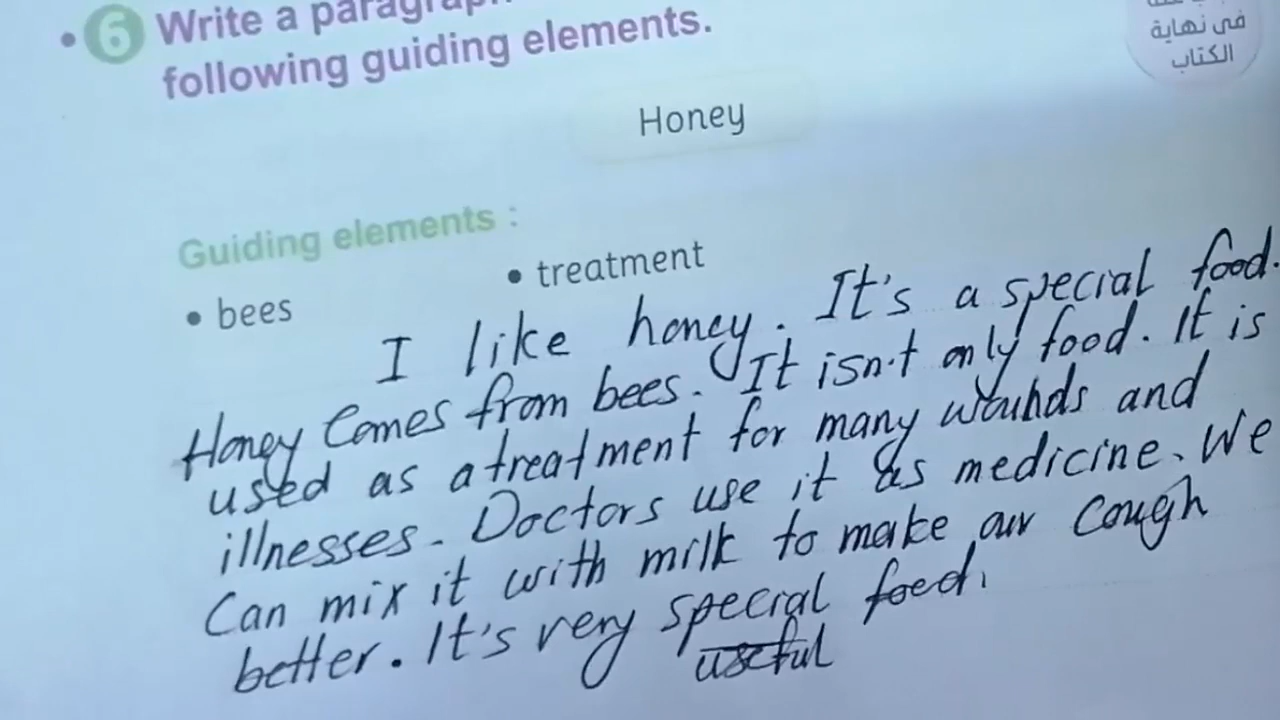 6 Write a paragraph
following guiding elements.
في نهاية
الكتاب
Honey
Guiding elements :
• bees
• treatment
I like honey. It's a special food.
Honey comes from bees. It isn't only food. It is
used as a treatment for many wounds and
illnesses. Doctors use it as medicine. We
Can mix it with milk to make our cough
better. It's very special food.
useful